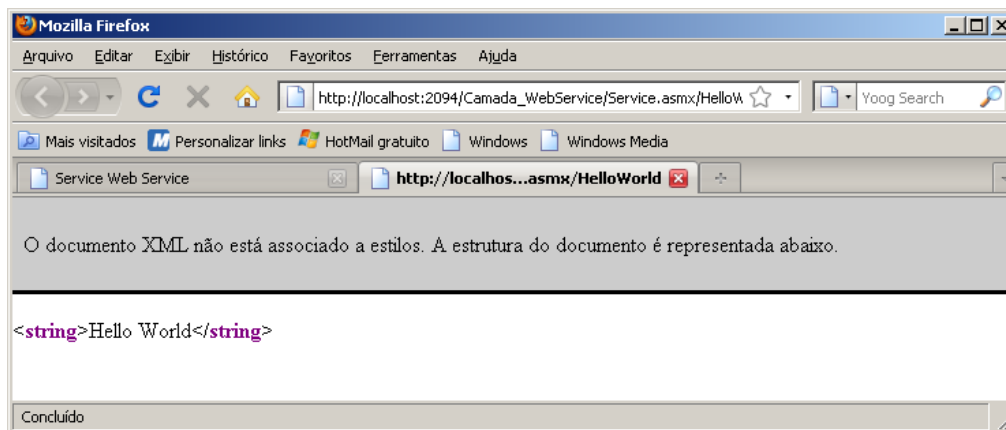 Mozilla Firefox
Arquivo Editar Exibir Histórico Favoritos Ferramentas Ajuda
http://localhost:2094/Camada_WebService/Service.asmx/HelloW Yoog Search
Mais visitados Personalizar links HotMail gratuito Windows Windows Media
Service Web Service http://localhos...asmx/HelloWorld
O documento XML não está associado a estilos. A estrutura do documento é representada abaixo.
<string>Hello World</string>
Concluído